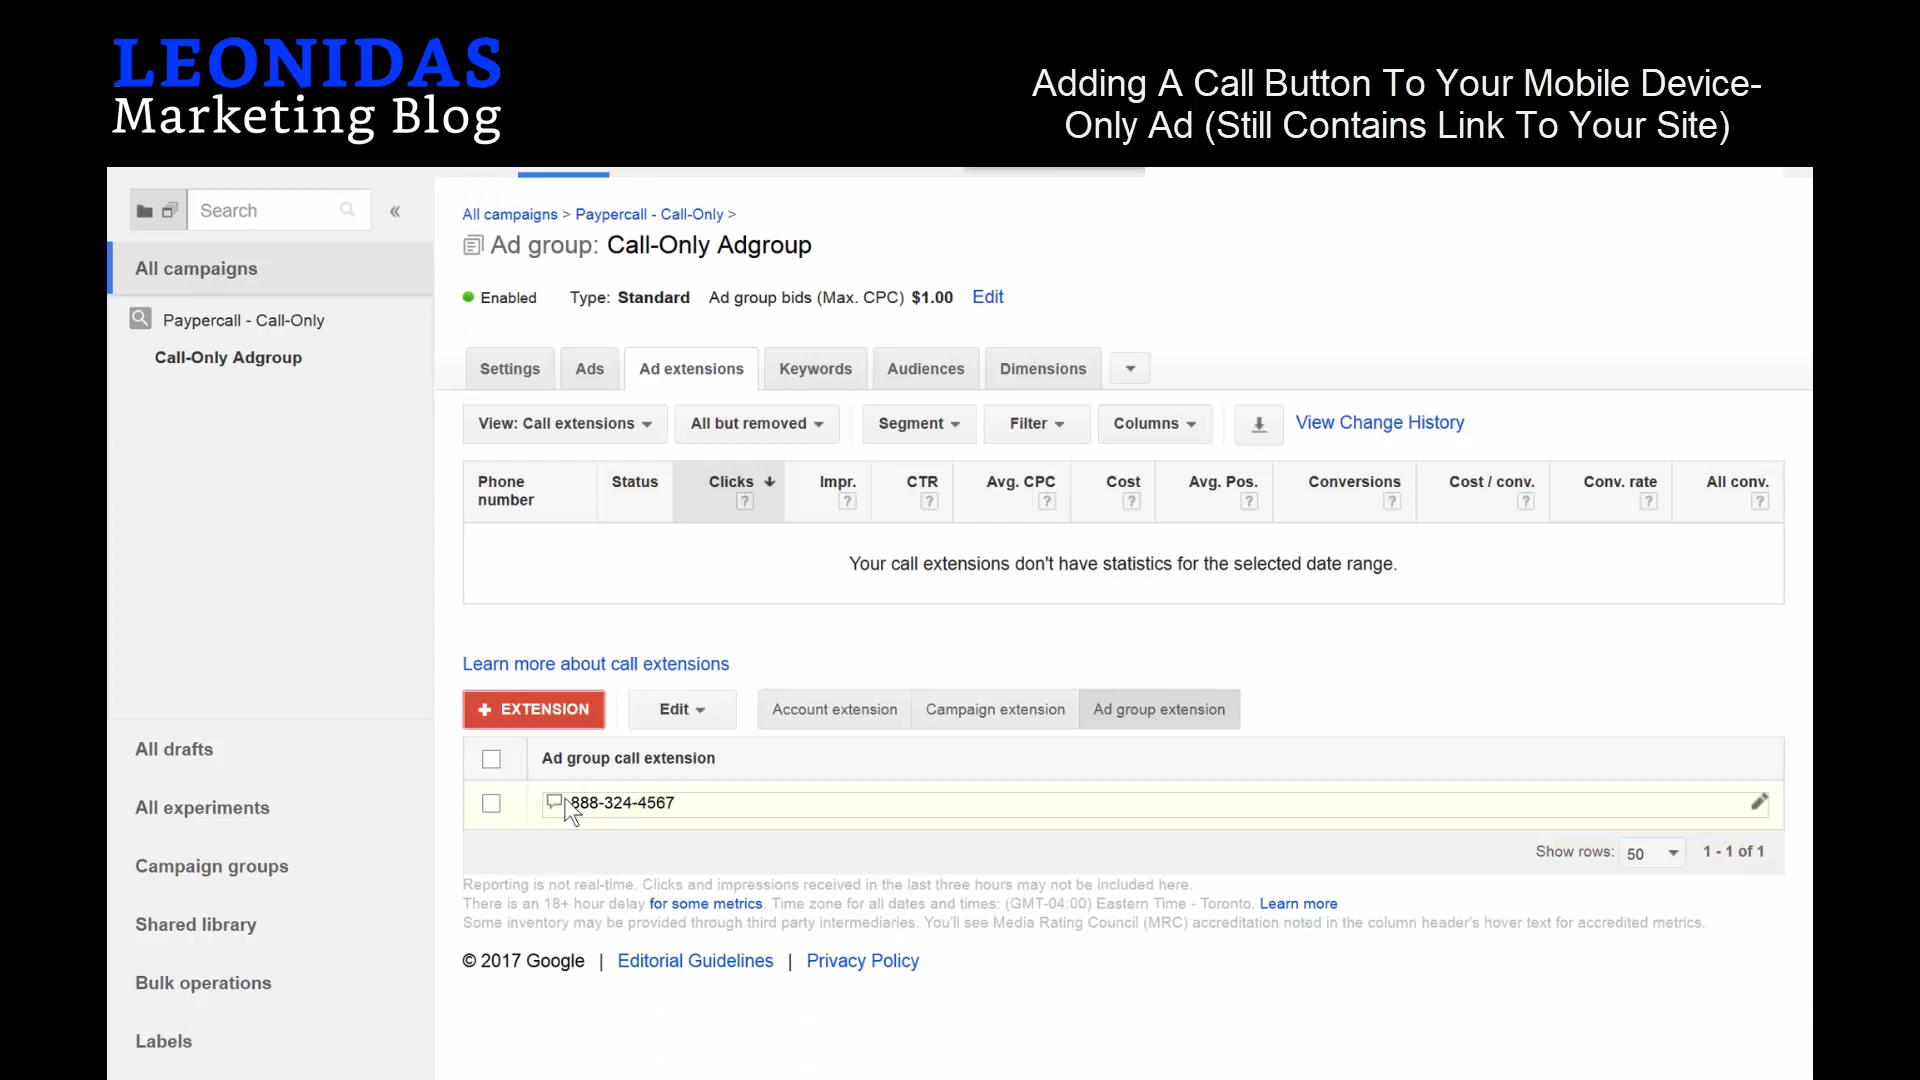 LEONIDAS
Marketing Blog
Adding A Call Button To Your Mobile Device-
Only Ad (Still Contains Link To Your Site)
Search
«
All campaigns
Paypercall - Call-Only
Call-Only Adgroup
All drafts
All experiments
Campaign groups
Shared library
Bulk operations
Labels
All campaigns > Paypercall - Call-Only >
Ad group: Call-Only Adgroup
Enabled Type: Standard Ad group bids (Max. CPC) $1.00 Edit
Settings Ads Ad extensions Keywords Audiences Dimensions
View: Call extensions All but removed Segment Filter Columns View Change History
Phone number Status Clicks ? Impr. ? CTR ? Avg. CPC ? Cost ? Avg. Pos. ? Conversions ? Cost / conv. ? Conv. rate ? All conv. ?
Your call extensions don't have statistics for the selected date range.
Learn more about call extensions
+ EXTENSION Edit Account extension Campaign extension Ad group extension
Ad group call extension
888-324-4567
Show rows: 50 1 - 1 of 1
Reporting is not real-time. Clicks and impressions received in the last three hours may not be included here.
There is an 18+ hour delay for some metrics. Time zone for all dates and times: (GMT-04:00) Eastern Time - Toronto. Learn more
Some inventory may be provided through third party intermediaries. You'll see Media Rating Council (MRC) accreditation noted in the column header's hover text for accredited metrics.
© 2017 Google | Editorial Guidelines | Privacy Policy